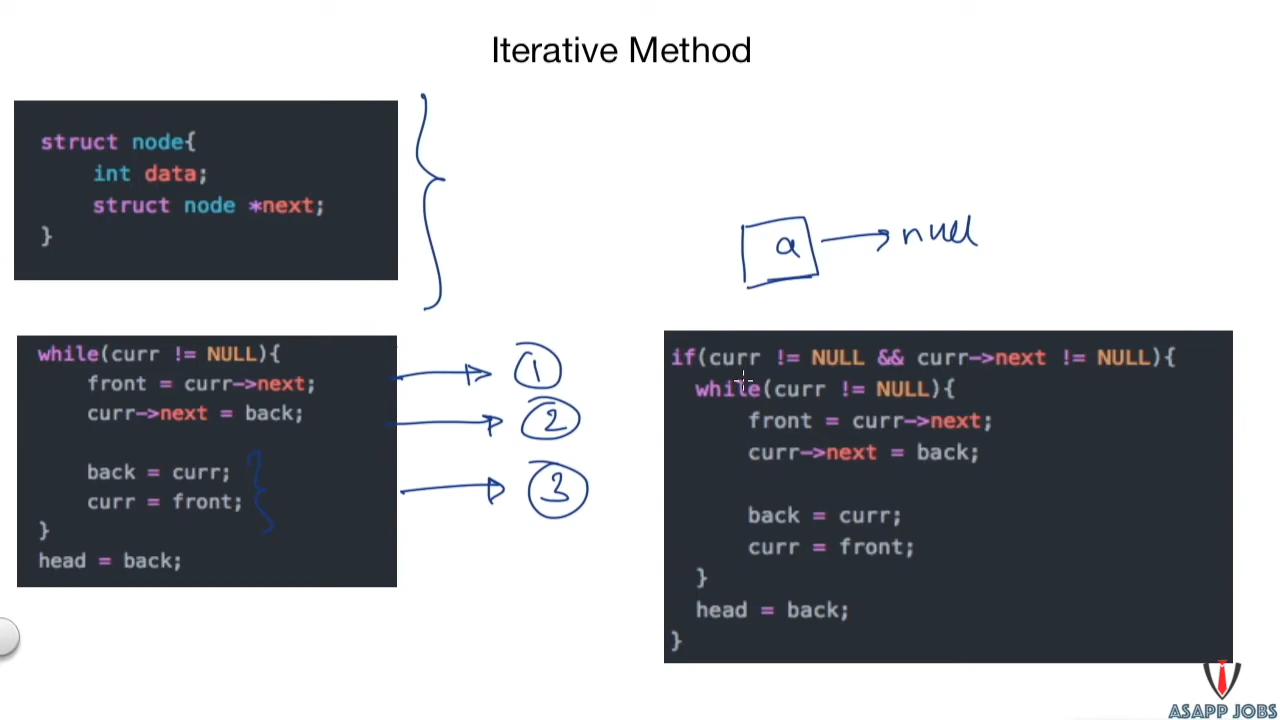 Iterative Method
struct node{
int data;
struct node *next;
}
a → null
while(curr != NULL){
front = curr->next;
curr->next = back;
back = curr;
curr = front;
}
head = back;
1
2
3
if(curr != NULL && curr->next != NULL){
while(curr != NULL){
front = curr->next;
curr->next = back;
back = curr;
curr = front;
}
head = back;
}
ASAPP JOBS